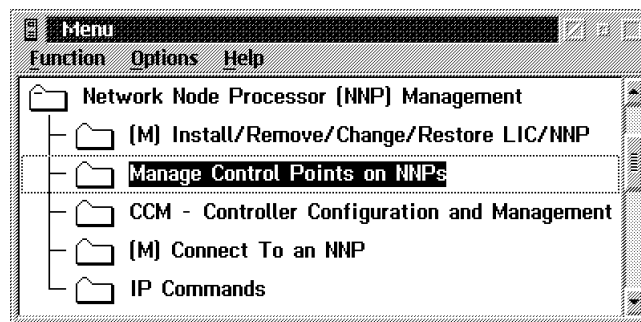 Menu
Function Options Help
Network Node Processor (NNP) Management
(M) Install/Remove/Change/Restore LIC/NNP
Manage Control Points on NNPs
CCM - Controller Configuration and Management
(M) Connect To an NNP
IP Commands